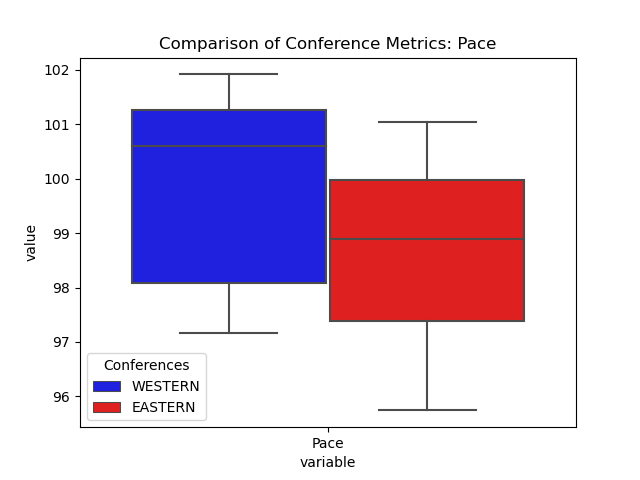 Comparison of Conference Metrics: Pace
102
101
100
99
98
97
96
value
Conferences
WESTERN
EASTERN
Pace
variable